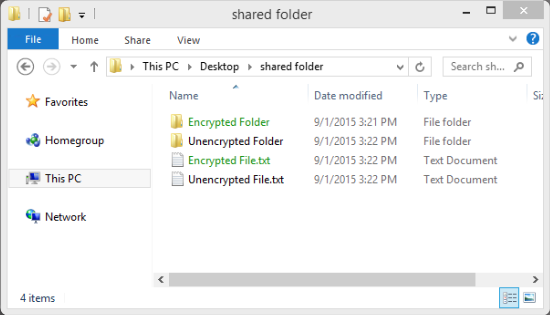 shared folder
File Home Share View
This PC Desktop shared folder Search sh...
Name Date modified Type Siz
Favorites
Homegroup
This PC
Network
Encrypted Folder 9/1/2015 3:21 PM File folder
Unencrypted Folder 9/1/2015 3:22 PM File folder
Encrypted File.txt 9/1/2015 3:22 PM Text Document
Unencrypted File.txt 9/1/2015 3:22 PM Text Document
4 items